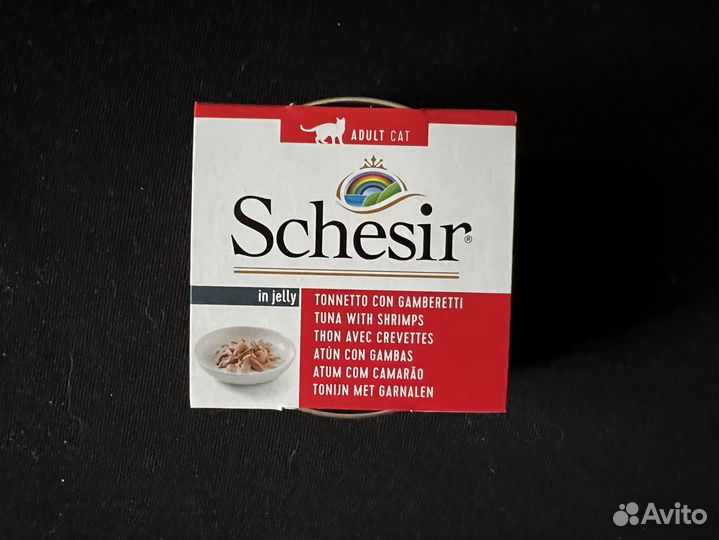 ADULT CAT
Schesir®
in jelly
TONNETTO CON GAMBERETTI
TUNA WITH SHRIMPS
THON AVEC CREVETTES
ATÚN CON GAMBAS
ATUM COM CAMARÃO
TONIJN MET GARNALEN
Avito